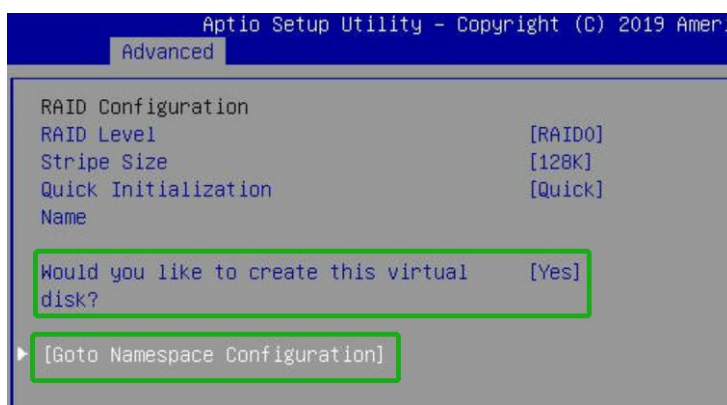 Aptio Setup Utility – Copyright (C) 2019 Amer
Advanced
RAID Configuration
RAID Level [RAID0]
Stripe Size [128K]
Quick Initialization [Quick]
Name
Would you like to create this virtual [Yes]
disk?
[Goto Namespace Configuration]